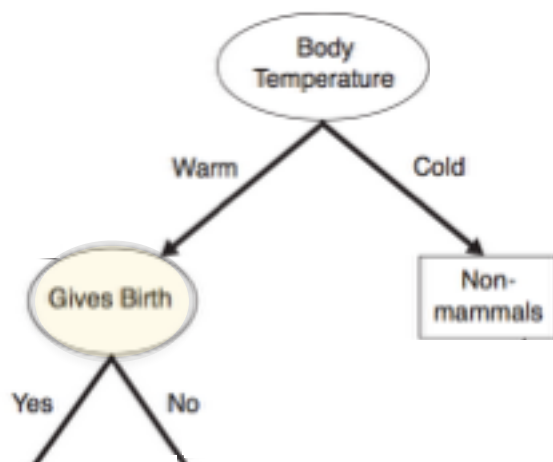 Body
Temperature
Warm
Cold
Gives Birth
Non-
mammals
Yes
No